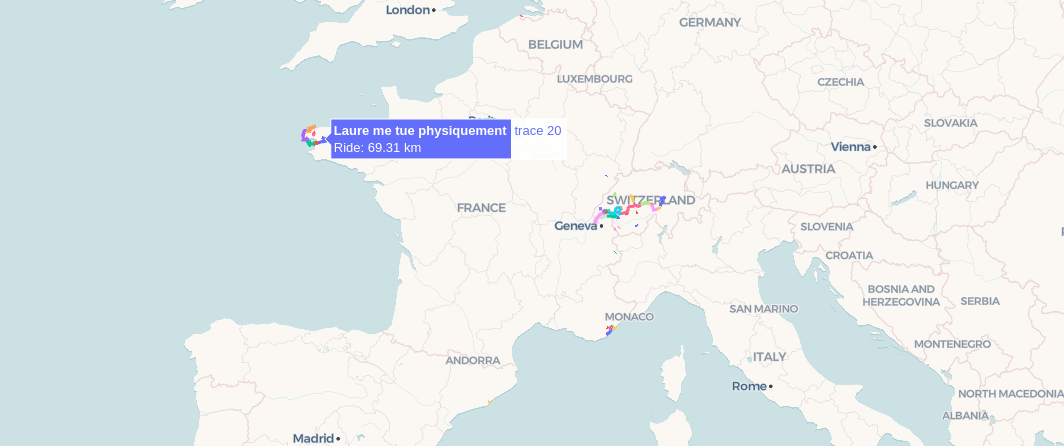 London
GERMANY
BELGIUM
LUXEMBOURG
CZECHIA
Laure me tue physiquement trace 20
Ride: 69.31 km
SLOVAKIA
Vienna
AUSTRIA
HUNGARY
SWITZERLAND
FRANCE
Geneva
SLOVENIA
CROATIA
BOSNIA AND
HERZEGOVINA
SERBIA
SAN MARINO
MONACO
MONTENEGRO
ITALY
ANDORRA
Rome
NORTH MACEDONIA
ALBANIA
Madrid